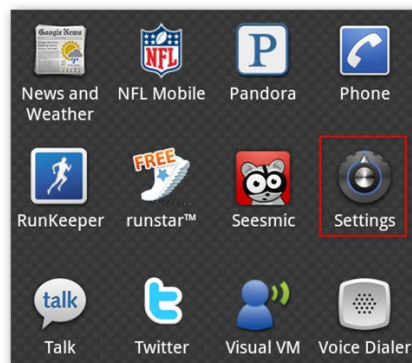 Google News
News and
Weather
NFL
NFL Mobile
P
Pandora
Phone
RunKeeper
FREE
runstar™
Seesmic
Settings
talk
Talk
Twitter
Visual VM
Voice Dialer